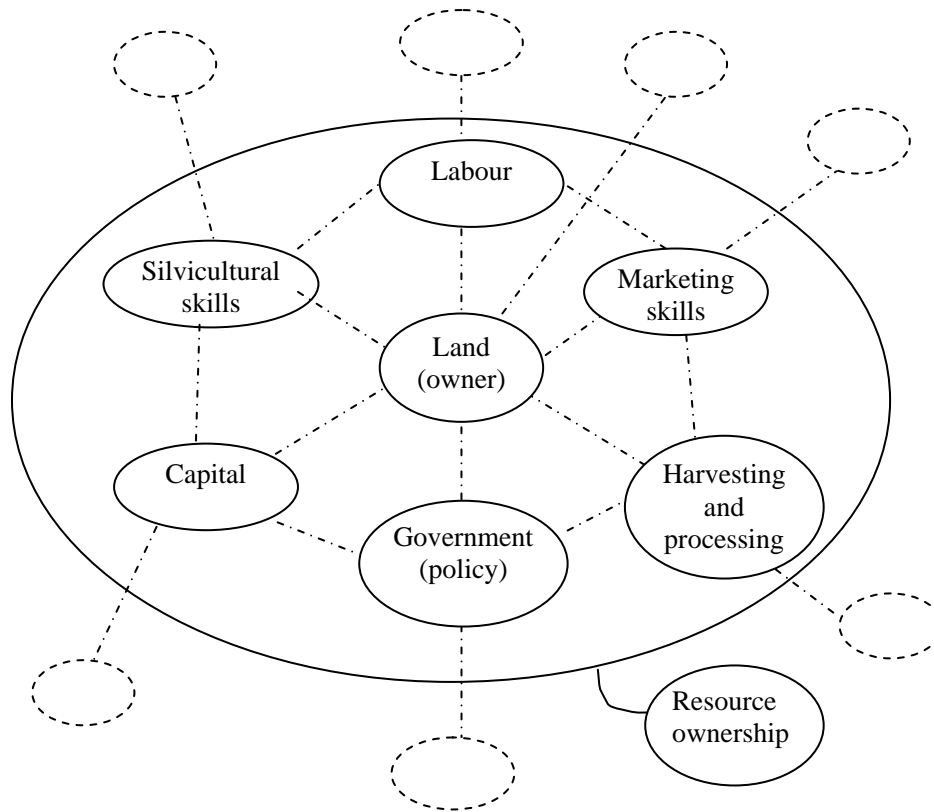 Labour
Silvicultural
skills
Marketing
skills
Land
(owner)
Capital
Harvesting
and
processing
Government
(policy)
Resource
ownership